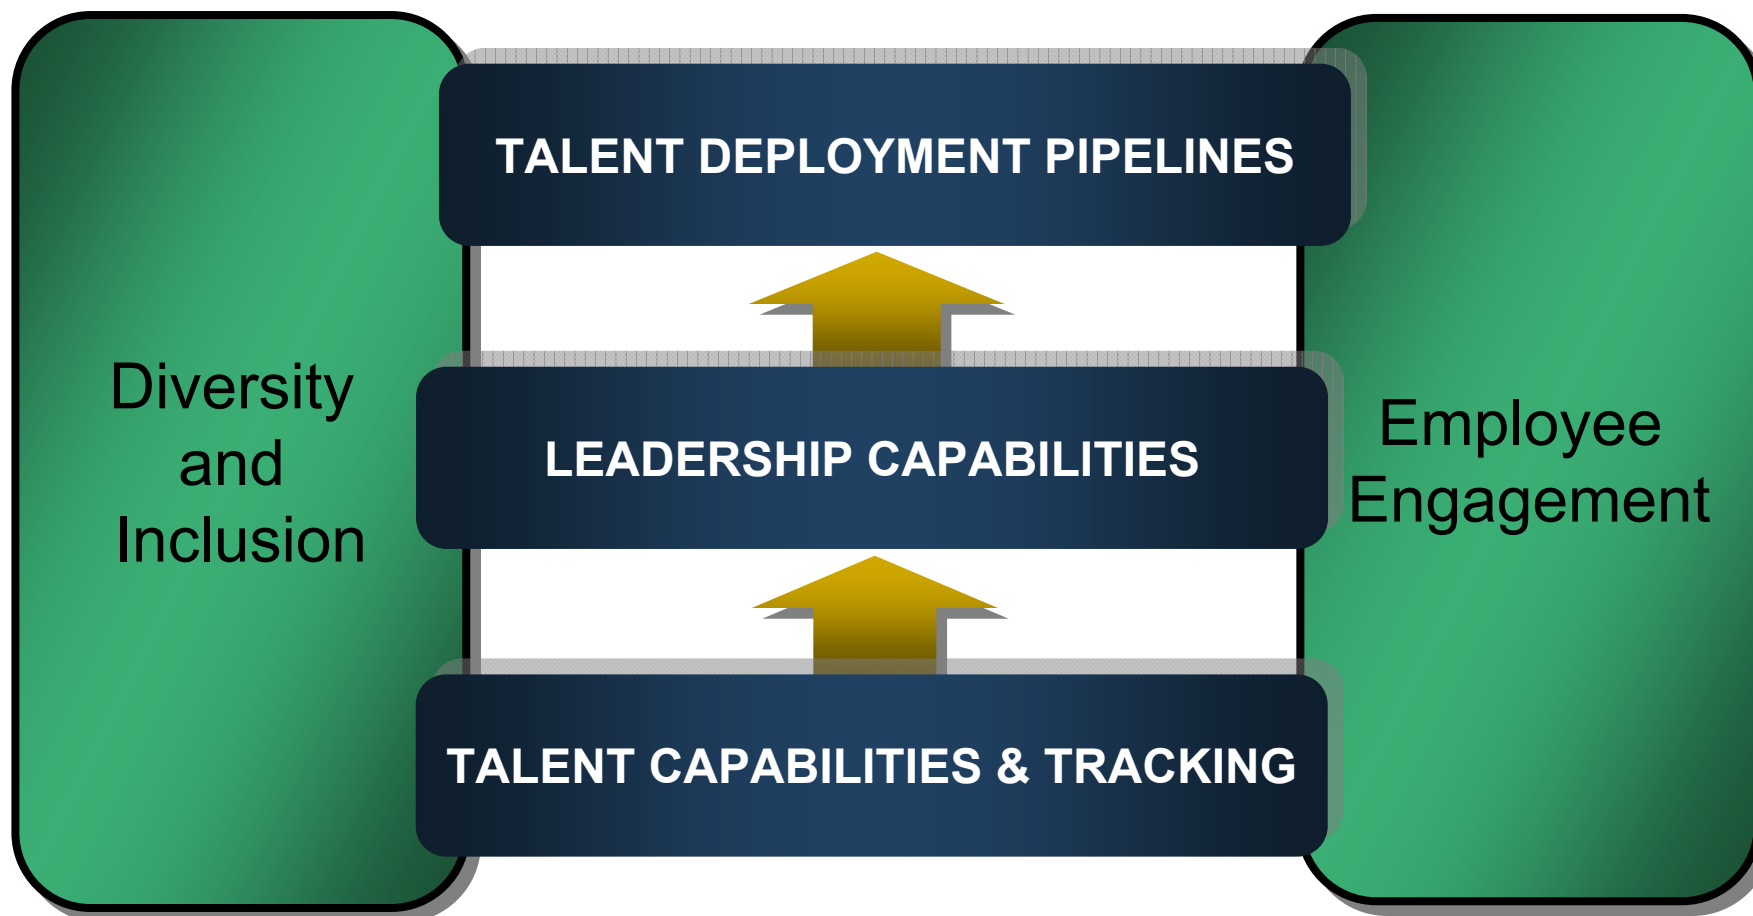 TALENT DEPLOYMENT PIPELINES
Diversity
and
Inclusion
LEADERSHIP CAPABILITIES
Employee
Engagement
TALENT CAPABILITIES & TRACKING